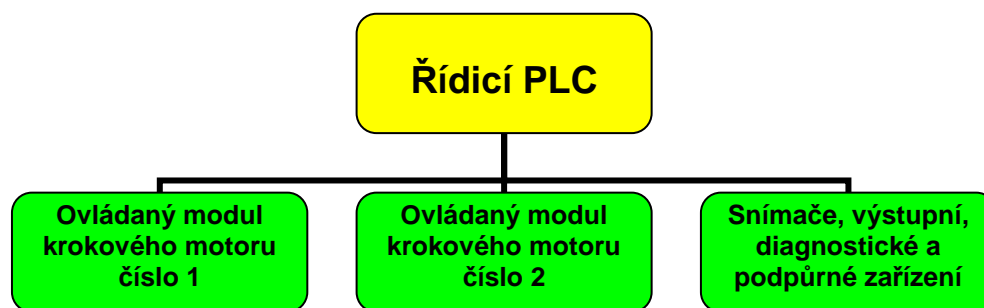 Řídicí PLC
Ovládaný modul
krokového motoru
číslo 1
Ovládaný modul
krokového motoru
číslo 2
Snímače, výstupní,
diagnostické a
podpůrné zařízení